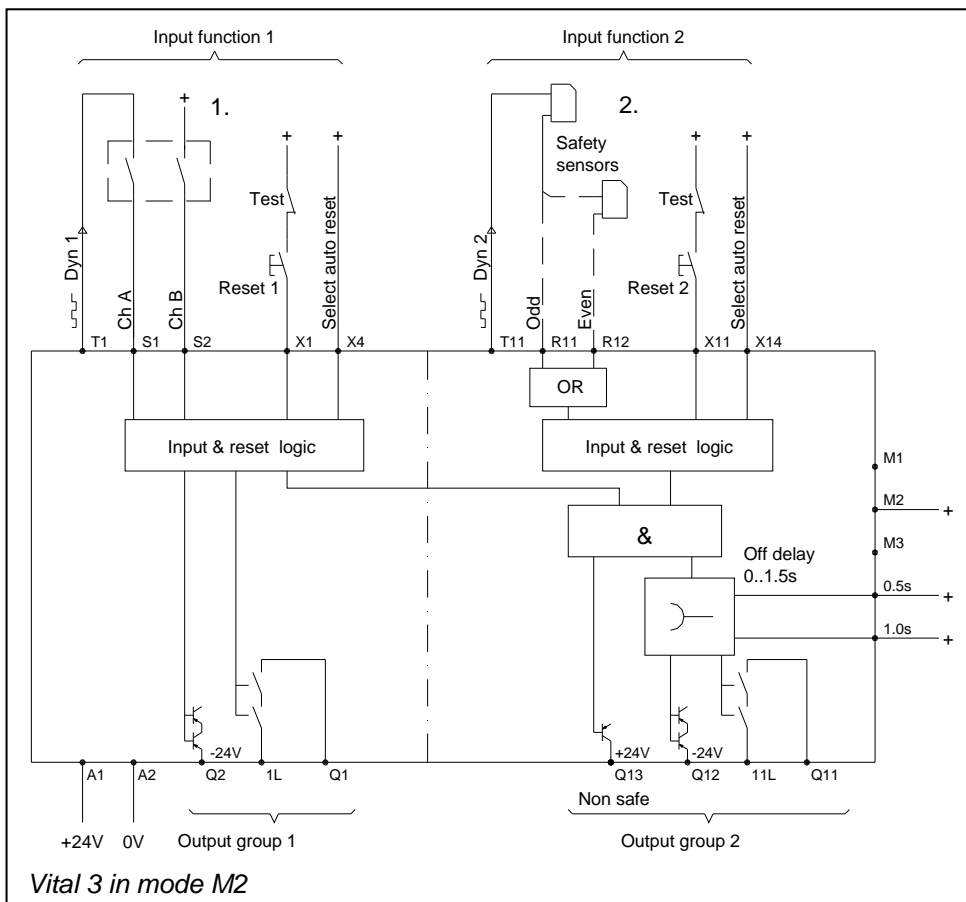 Input function 1
Input function 2
+
1.
2.
+
+
+
+
Safety
sensors
Test
Test
Dyn 1
Ch A
Ch B
Reset 1
Select auto reset
Dyn 2
Odd
Even
Reset 2
Select auto reset
T1
S1
S2
X1
X4
T11
R11
R12
X11
X14
OR
Input & reset logic
Input & reset logic
M1
M2
+
&
M3
Off delay
0..1.5s
0.5s
+
1.0s
+
-24V
+24V
-24V
A1
A2
Q2
1L
Q1
Q13
Q12
11L
Q11
Non safe
+24V
0V
Output group 1
Output group 2
Vital 3 in mode M2